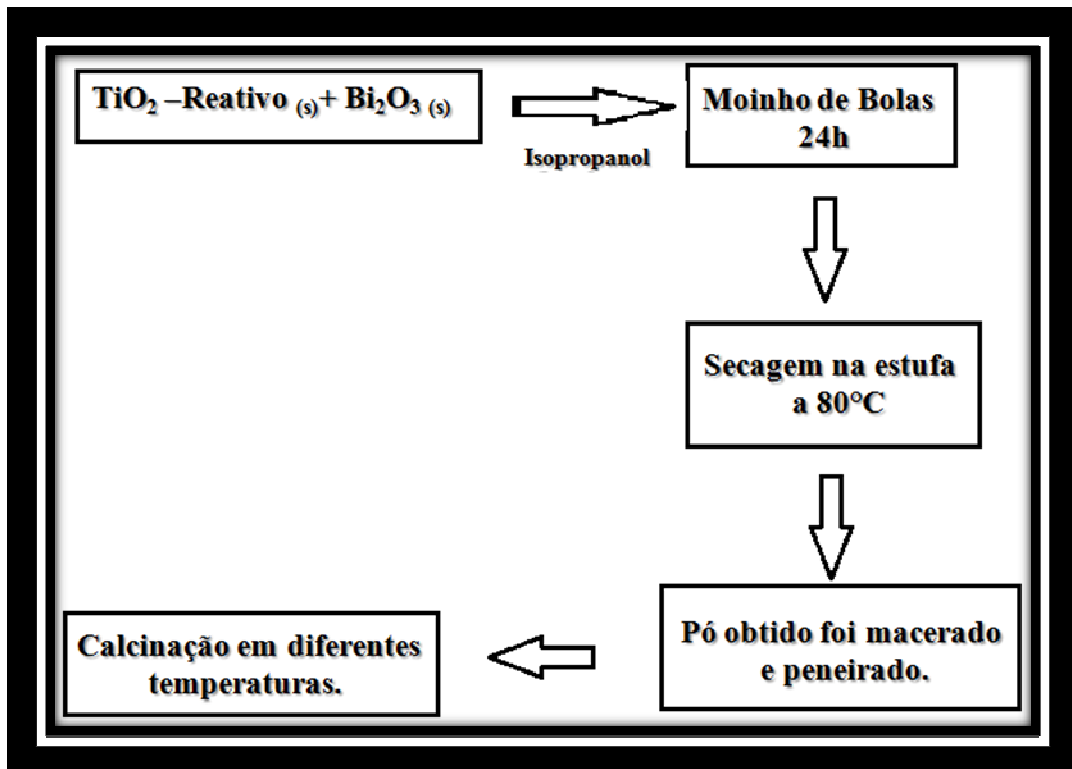 TiO₂ –Reativo (s)+ Bi₂O₃ (s)
Isopropanol
Moinho de Bolas
24h
Secagem na estufa
a 80°C
Pó obtido foi macerado
e peneirado.
Calcinação em diferentes
temperaturas.